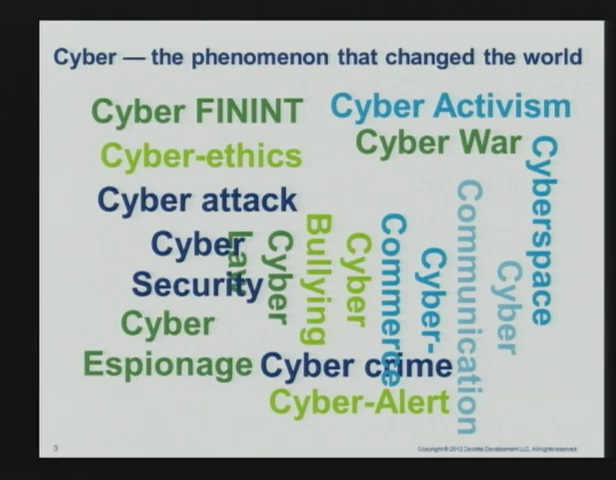 Cyber — the phenomenon that changed the world
Cyber FININT
Cyber Activism
Cyber-ethics
Cyber War
Cyber attack
Cyber
Security
Cyber
Law
Cyber
Bullying
Cyber-
Commerce
Cyber
Communication
Cyberspace
Cyber
Espionage
Cyber crime
Cyber-Alert
3
Copyright © 2012 Deloitte Development LLC. All rights reserved.